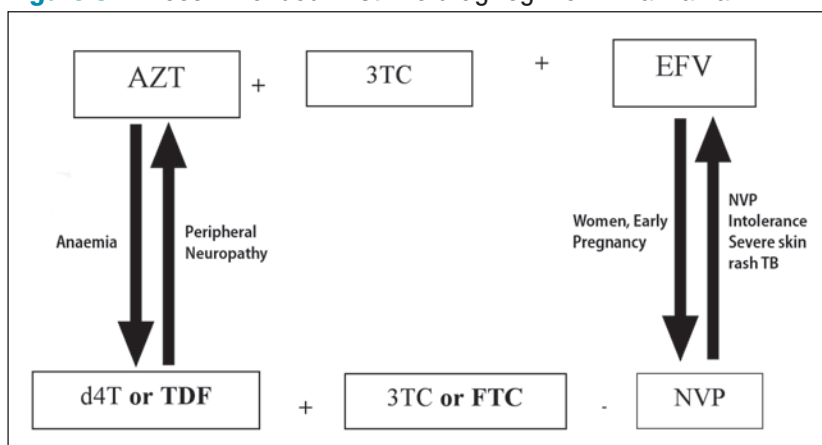 AZT + 3TC + EFV
Anaemia
Peripheral
Neuropathy
Women, Early
Pregnancy
NVP
Intolerance
Severe skin
rash TB
d4T or TDF + 3TC or FTC - NVP